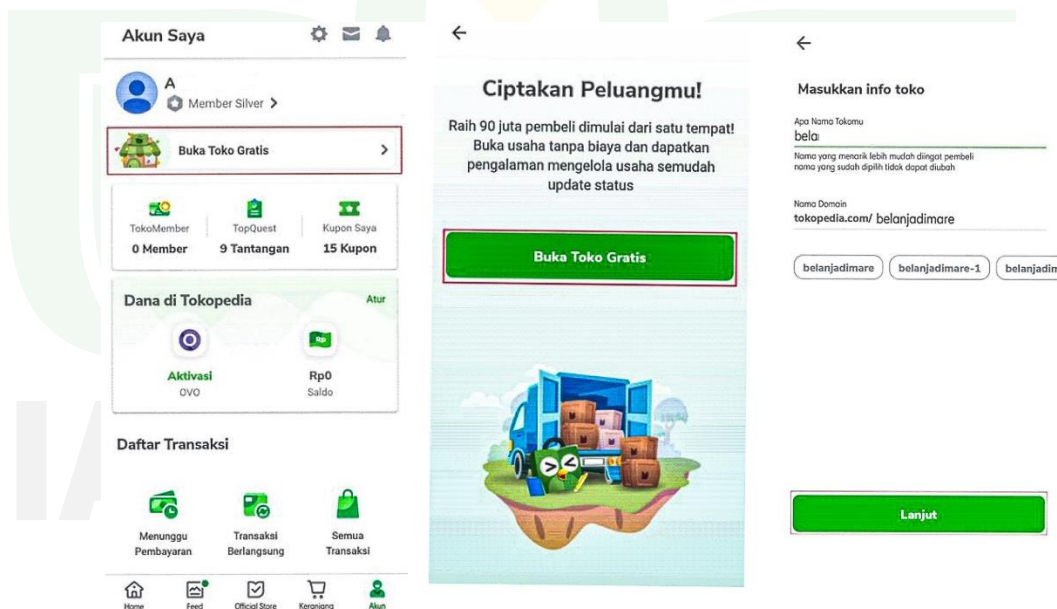 Akun Saya
A
Member Silver
Buka Toko Gratis
TokoMember
TopQuest
Kupon Saya
0 Member
9 Tantangan
15 Kupon
Dana di Tokopedia
Atur
Rp
Aktivasi
Rp0
OVO
Saldo
Daftar Transaksi
Menunggu
Pembayaran
Transaksi
Berlangsung
Semua
Transaksi
Home
Feed
Official Store
Keranjang
Akun
Ciptakan Peluangmu!
Raih 90 juta pembeli dimulai dari satu tempat!
Buka usaha tanpa biaya dan dapatkan
pengalaman mengelola usaha semudah
update status
Buka Toko Gratis
Masukkan info toko
Apa Nama Tokomu
bela
Nama yang menarik lebih mudah diingat pembeli
nama yang sudah dipilih tidak dapat diubah
Nama Domain
tokopedia.com/ belanjadimare
belanjadimare
belanjadimare-1
belanjadim
Lanjut